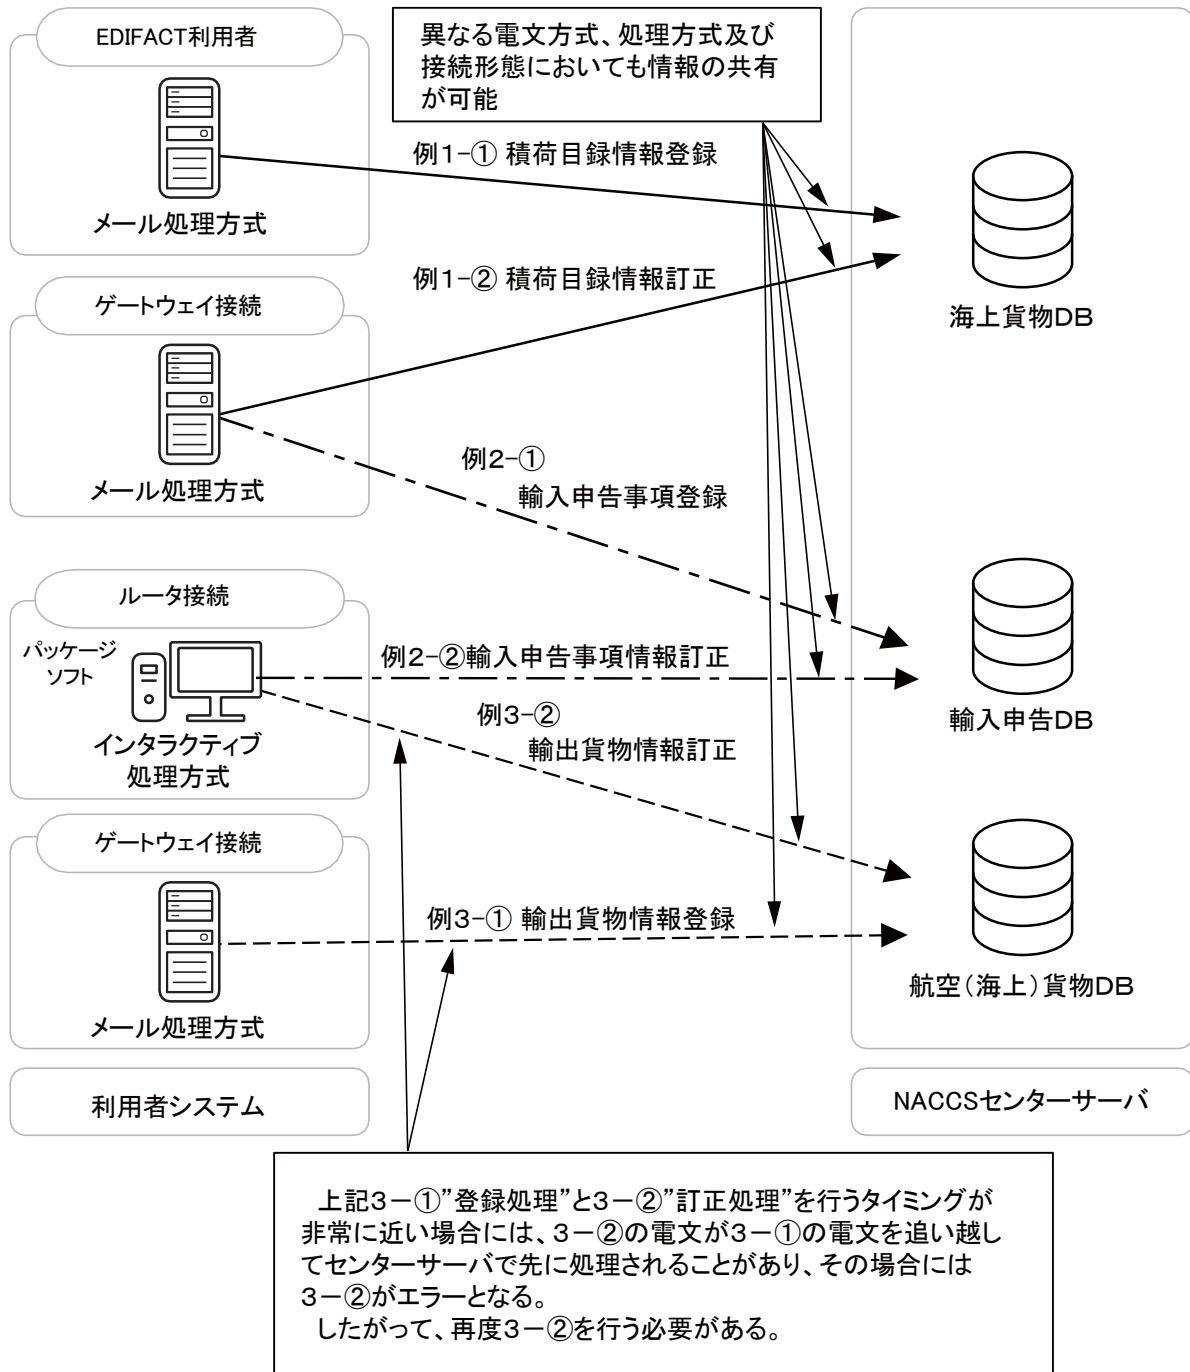 EDIFACT利用者
メール処理方式
異なる電文方式、処理方式及び
接続形態においても情報の共有
が可能
例1-① 積荷目録情報登録
例1-② 積荷目録情報訂正
海上貨物DB
ゲートウェイ接続
メール処理方式
例2-①
輸入申告事項登録
ルータ接続
パッケージ
ソフト
インタラクティブ
処理方式
例2-②輸入申告事項情報訂正
例3-②
輸出貨物情報訂正
輸入申告DB
ゲートウェイ接続
メール処理方式
例3-① 輸出貨物情報登録
航空(海上)貨物DB
利用者システム
NACCSセンターサーバ
上記3-①”登録処理”と3-②”訂正処理”を行うタイミングが
非常に近い場合には、3-②の電文が3-①の電文を追い越し
てセンターサーバで先に処理されることがあり、その場合には
3-②がエラーとなる。
したがって、再度3-②を行う必要がある。